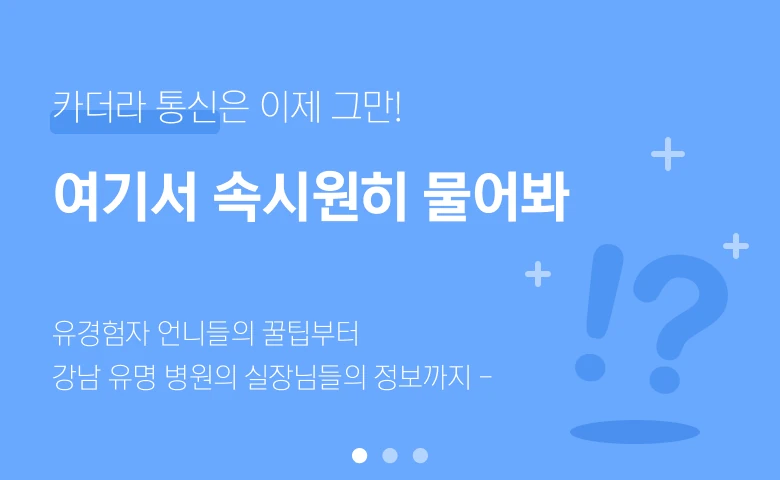 카더라 통신은 이제 그만!
여기서 속시원히 물어봐
유경험자 언니들의 꿀팁부터
강남 유명 병원의 실장님들의 정보까지 –
!?